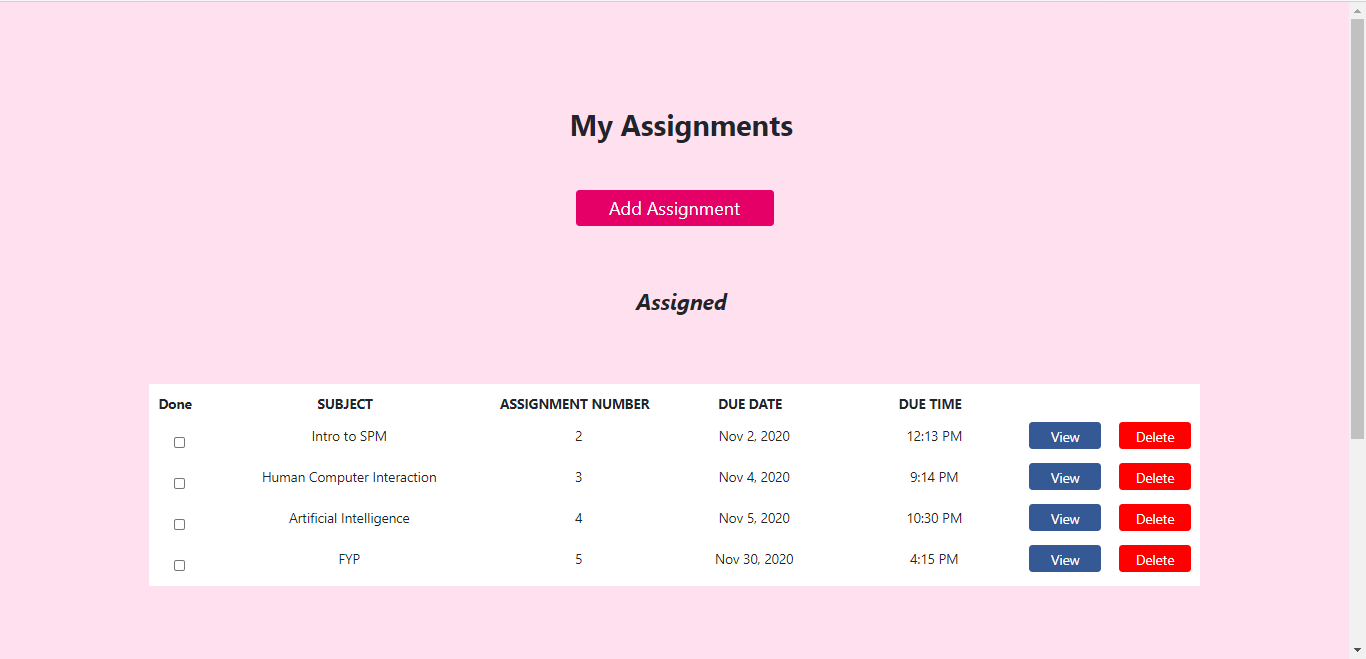 My Assignments
Add Assignment
Assigned
Done SUBJECT ASSIGNMENT NUMBER DUE DATE DUE TIME
Intro to SPM 2 Nov 2, 2020 12:13 PM View Delete
Human Computer Interaction 3 Nov 4, 2020 9:14 PM View Delete
Artificial Intelligence 4 Nov 5, 2020 10:30 PM View Delete
FYP 5 Nov 30, 2020 4:15 PM View Delete